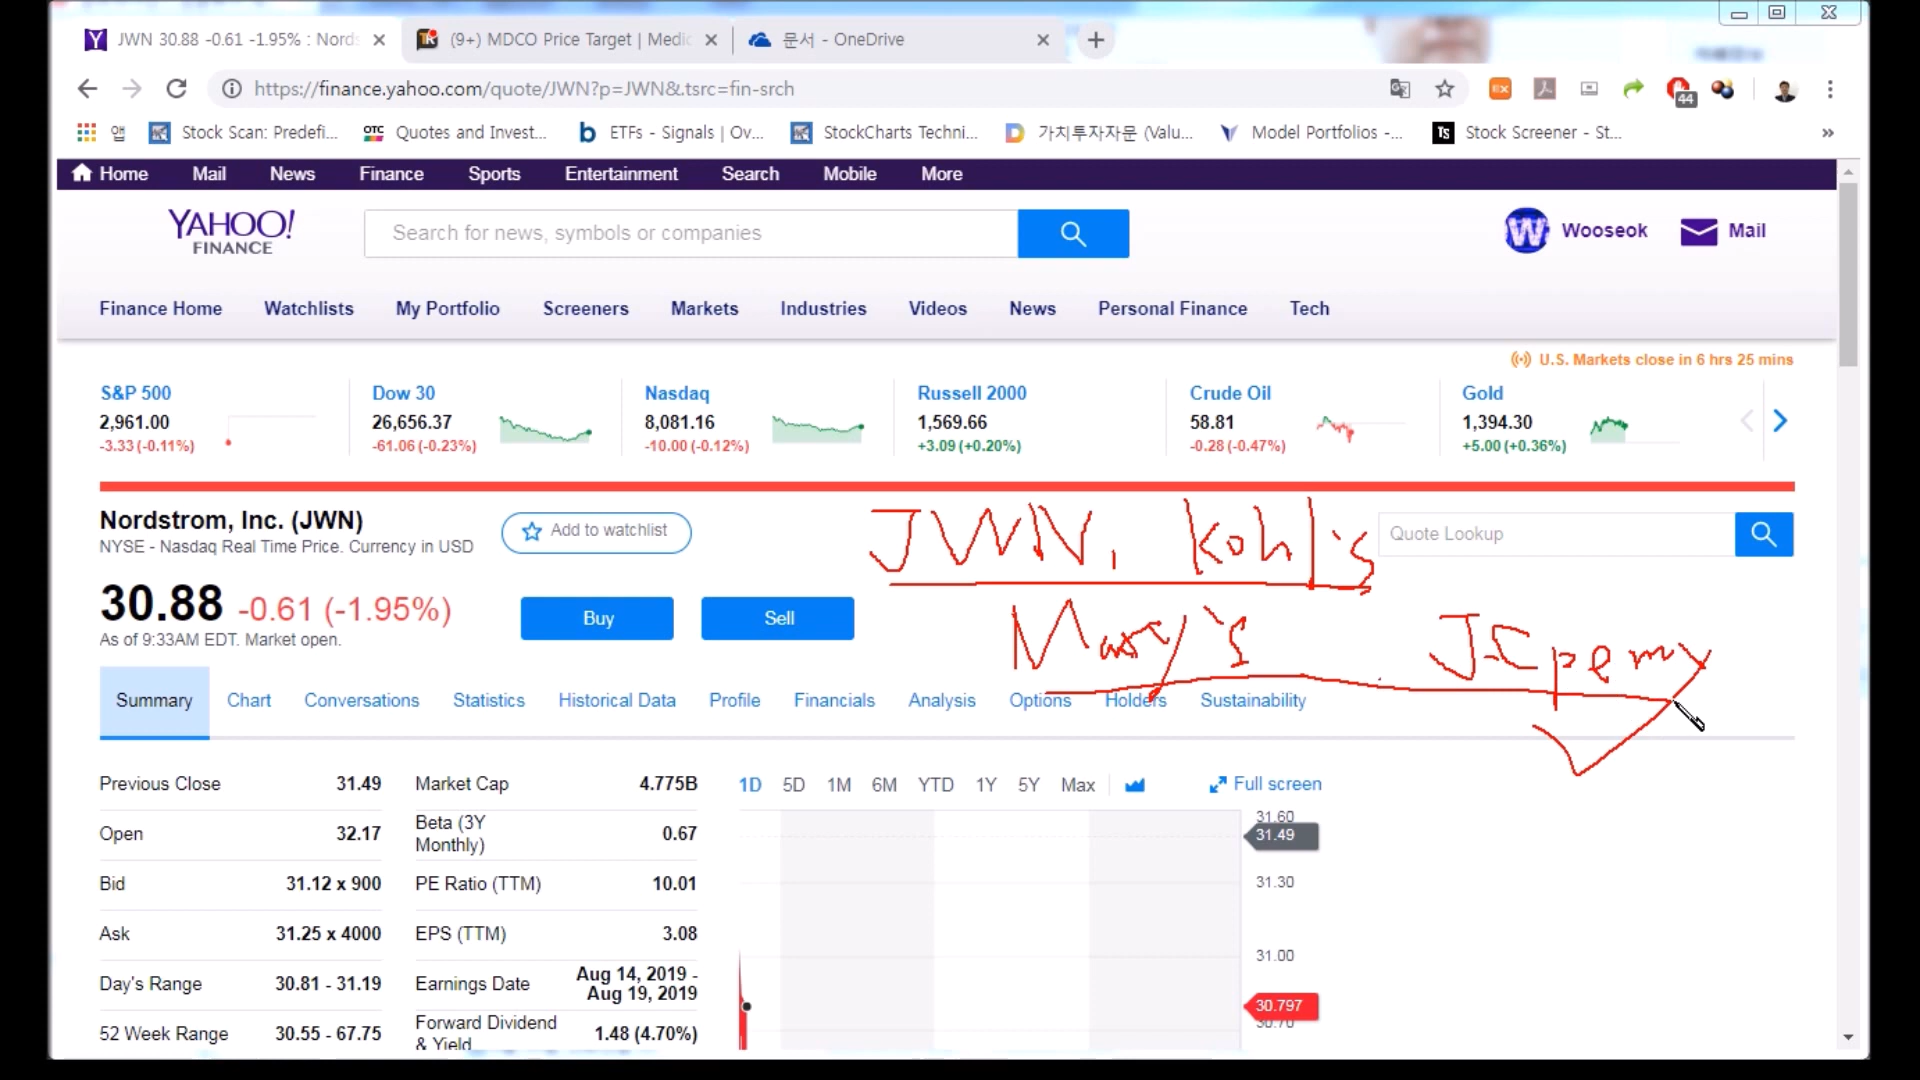 JWN 30.88 -0.61 -1.95% : Nords
(9+) MDCO Price Target | Medic
문서 - OneDrive
https://finance.yahoo.com/quote/JWN?p=JWN&.tsrc=fin-srch
44
앱 Stock Scan: Predefi... Quotes and Invest... ETFs - Signals | Ov... StockCharts Techni... 가치투자자문 (Valu... Model Portfolios -... Stock Screener - St... »
Home Mail News Finance Sports Entertainment Search Mobile More
YAHOO!
FINANCE
Search for news, symbols or companies
Wooseok Mail
Finance Home Watchlists My Portfolio Screeners Markets Industries Videos News Personal Finance Tech
U.S. Markets close in 6 hrs 25 mins
S&P 500 Dow 30 Nasdaq Russell 2000 Crude Oil Gold
2,961.00 26,656.37 8,081.16 1,569.66 58.81 1,394.30
-3.33 (-0.11%) -61.06 (-0.23%) -10.00 (-0.12%) +3.09 (+0.20%) -0.28 (-0.47%) +5.00 (+0.36%)
Nordstrom, Inc. (JWN)
NYSE - Nasdaq Real Time Price. Currency in USD
Add to watchlist
JWN, Kohl's
Quote Lookup
30.88 -0.61 (-1.95%)
As of 9:33AM EDT. Market open.
Buy Sell
Macy's JCpenny
Summary Chart Conversations Statistics Historical Data Profile Financials Analysis Options Holders Sustainability
Previous Close 31.49
Open 32.17
Bid 31.12 x 900
Ask 31.25 x 4000
Day's Range 30.81 - 31.19
52 Week Range 30.55 - 67.75
Market Cap 4.775B
Beta (3Y
Monthly) 0.67
PE Ratio (TTM) 10.01
EPS (TTM) 3.08
Earnings Date Aug 14, 2019 -
Aug 19, 2019
Forward Dividend
& Yield 1.48 (4.70%)
1D 5D 1M 6M YTD 1Y 5Y Max Full screen
31.60
31.49
31.30
31.00
30.797
30.70